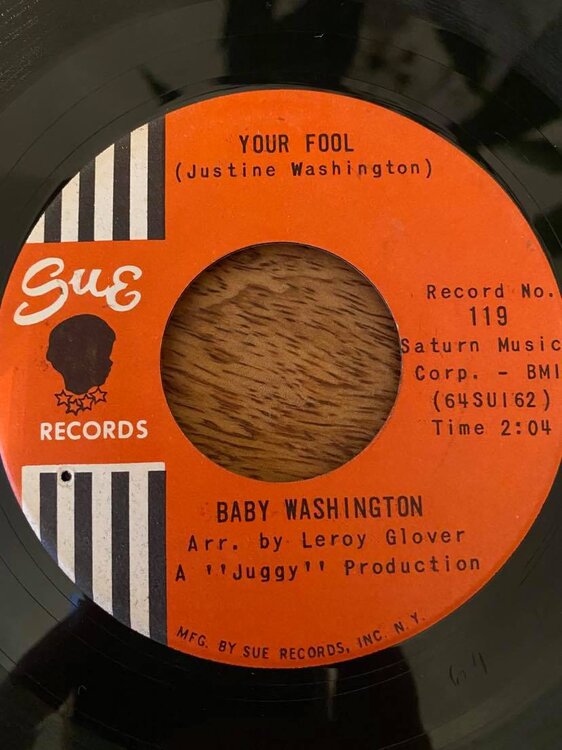 YOUR FOOL
(Justine Washington)
Sue
RECORDS
Record No.
119
Saturn Music
Corp. - BMI
(64SU162)
Time 2:04
BABY WASHINGTON
Arr. by Leroy Glover
A "Juggy" Production
MFG. BY SUE RECORDS, INC. N.Y.